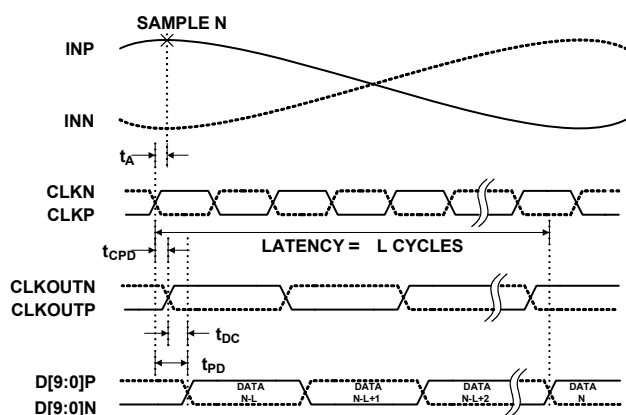 SAMPLE N
INP
INN
tA
CLKN
CLKP
LATENCY = L CYCLES
tCPD
CLKOUTN
CLKOUTP
tDC
tPD
D[9:0]P
D[9:0]N
DATA
N-L
DATA
N-L+1
DATA
N-L+2
DATA
N